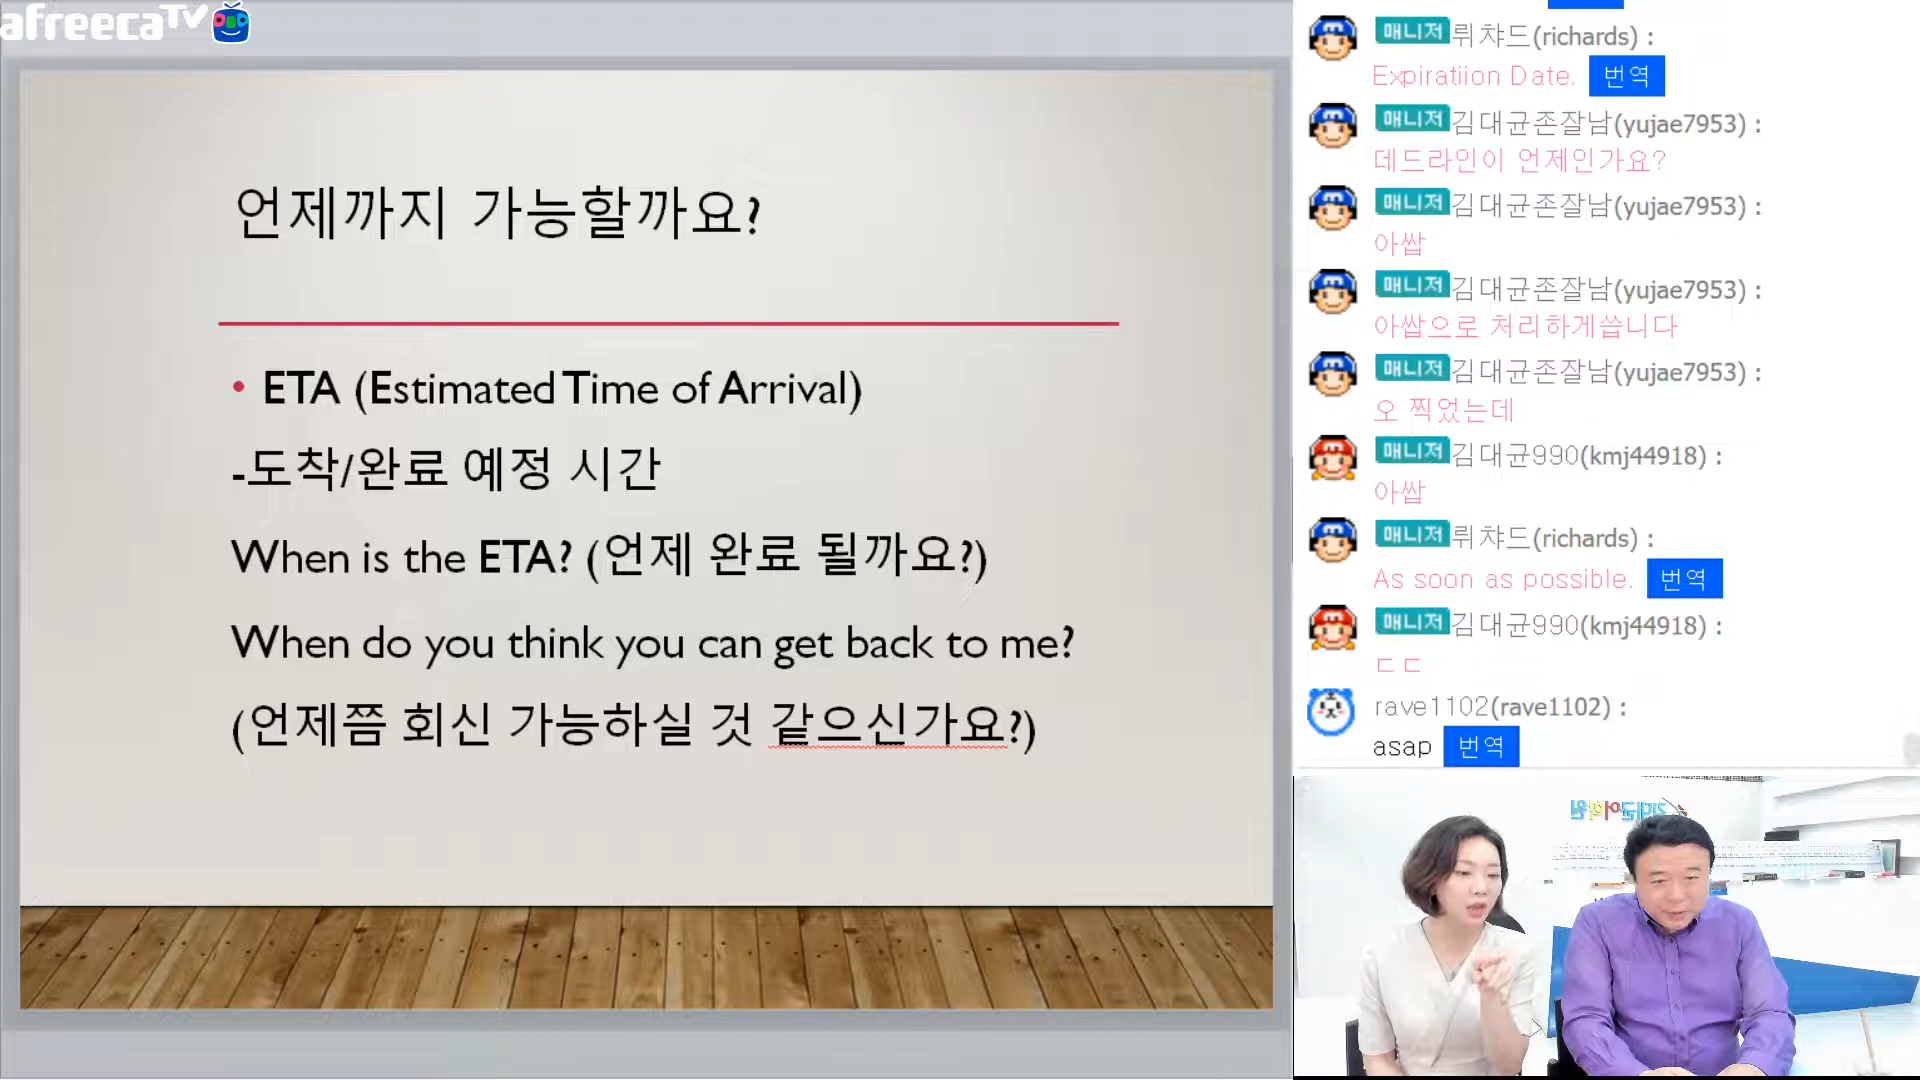 afreecaTV
언제까지 가능할까요?
• ETA (Estimated Time of Arrival)
-도착/완료 예정 시간
When is the ETA? (언제 완료 될까요?)
When do you think you can get back to me?
(언제쯤 회신 가능하실 것 같으신가요?)
매니저 뤼챠드(richards) :
Expiratiion Date. 번역
매니저 김대균존잘남(yujae7953) :
데드라인이 언제인가요?
매니저 김대균존잘남(yujae7953) :
아쌉
매니저 김대균존잘남(yujae7953) :
아쌉으로 처리하게씁니다
매니저 김대균존잘남(yujae7953) :
오 찍었는데
매니저 김대균990(kmj44918) :
아쌉
매니저 뤼챠드(richards) :
As soon as possible. 번역
매니저 김대균990(kmj44918) :
ㄷㄷ
rave1102(rave1102) :
asap 번역